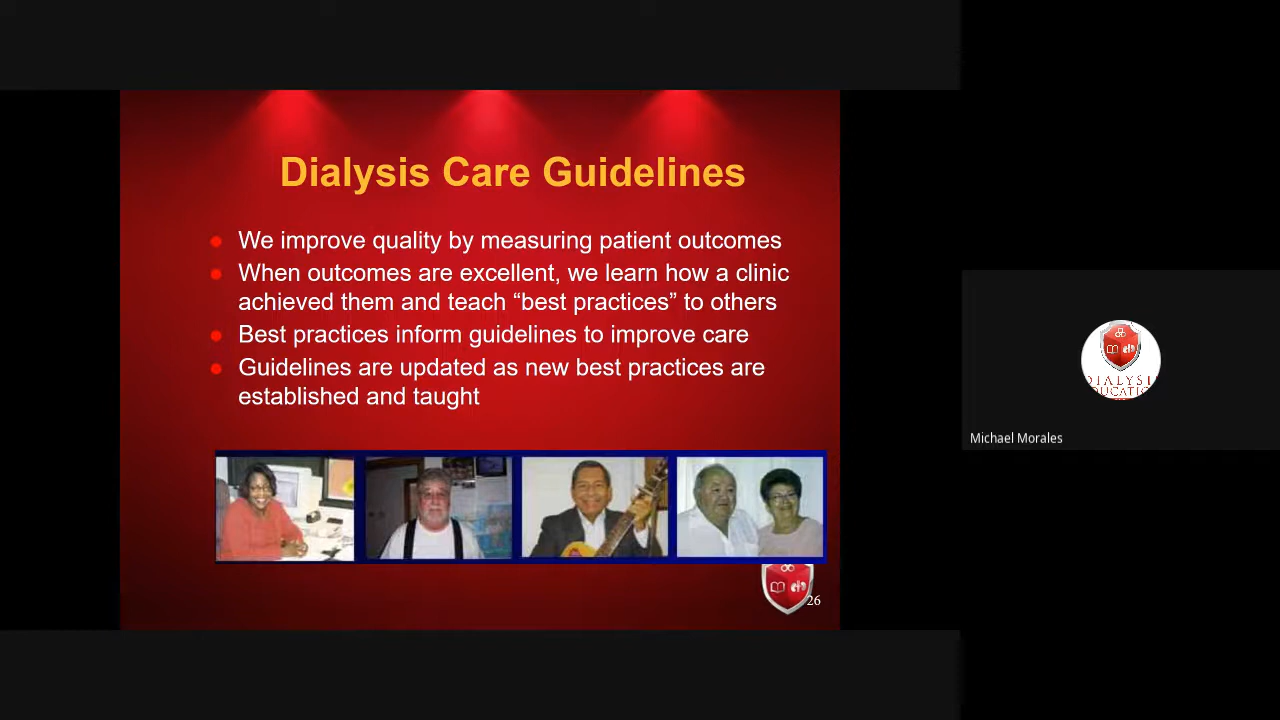 Dialysis Care Guidelines
We improve quality by measuring patient outcomes
When outcomes are excellent, we learn how a clinic
achieved them and teach “best practices” to others
Best practices inform guidelines to improve care
Guidelines are updated as new best practices are
established and taught
26
DIALYSI
DUCATIO
Michael Morales